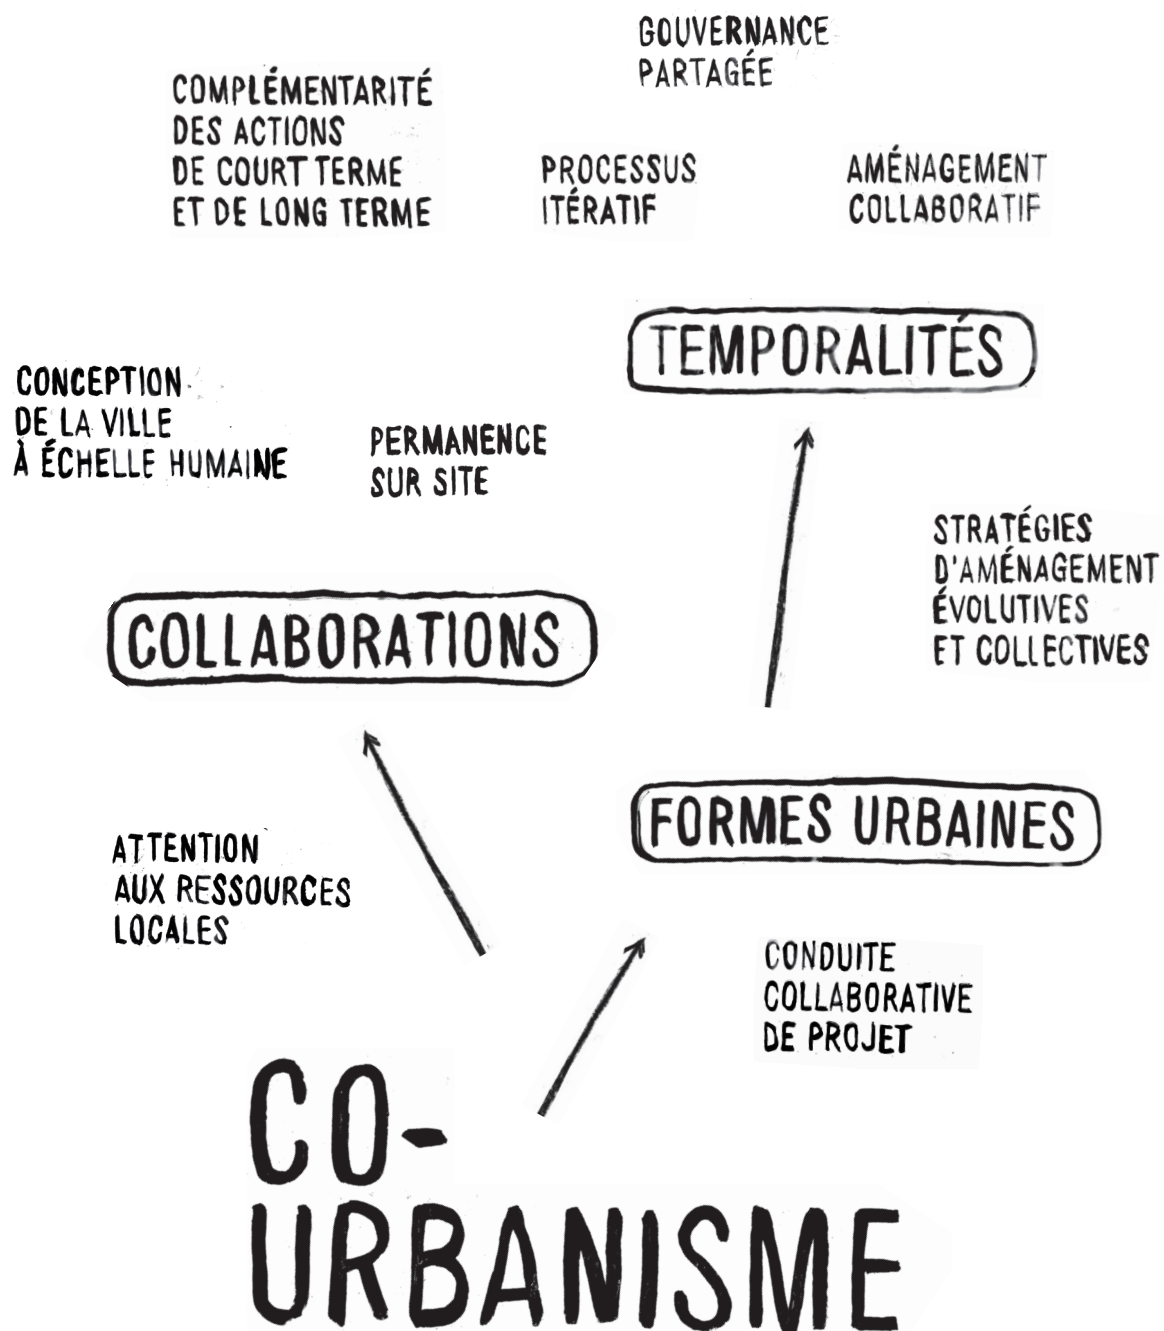 GOUVERNANCE
PARTAGÉE
COMPLÉMENTARITÉ
DES ACTIONS
DE COURT TERME
ET DE LONG TERME
PROCESSUS
ITÉRATIF
AMÉNAGEMENT
COLLABORATIF
TEMPORALITÉS
CONCEPTION
DE LA VILLE
À ÉCHELLE HUMAINE
PERMANENCE
SUR SITE
STRATÉGIES
D'AMÉNAGEMENT
ÉVOLUTIVES
ET COLLECTIVES
COLLABORATIONS
FORMES URBAINES
ATTENTION
AUX RESSOURCES
LOCALES
CONDUITE
COLLABORATIVE
DE PROJET
CO-
URBANISME